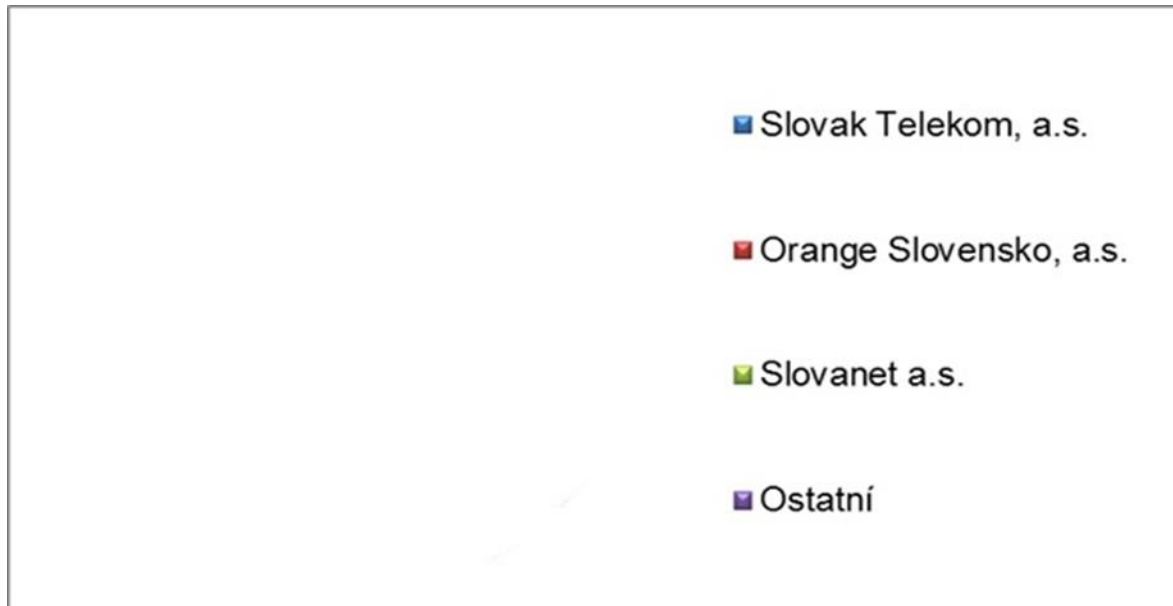 Slovak Telekom, a.s.
Orange Slovensko, a.s.
Slovanet a.s.
Ostatní